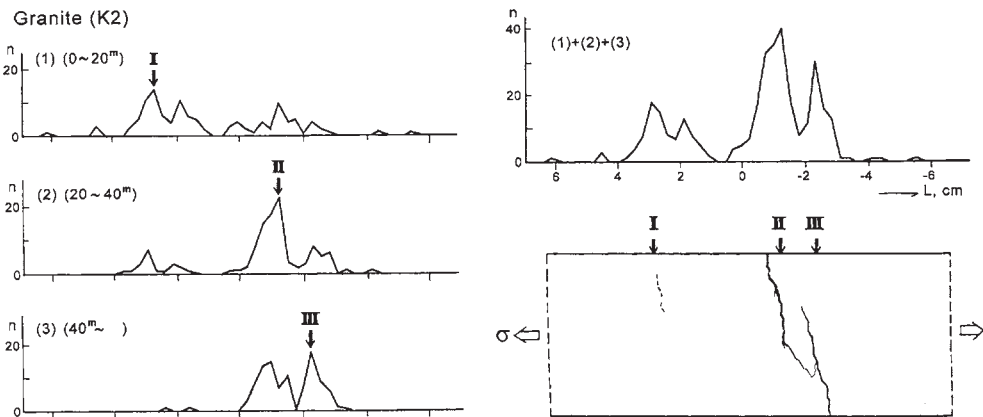 Granite (K2)
n (1) (0~20ᵐ) I
20
0
II
n (2) (20~40ᵐ)
20
0
III
n (3) (40ᵐ~ )
20
0
n
40 (1)+(2)+(3)
20
0
6 4 2 0 -2 -4 -6
L, cm
I II III
σ